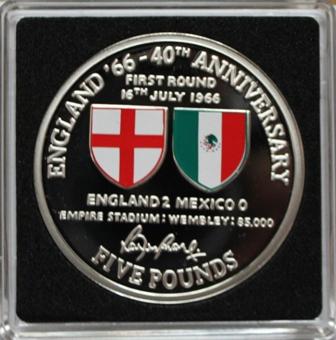 ENGLAND '66 - 40TH ANNIVERSARY
FIRST ROUND
16TH JULY 1966
ENGLAND 2 MEXICO 0
EMPIRE STADIUM : WEMBLEY : 85,000
FIVE POUNDS